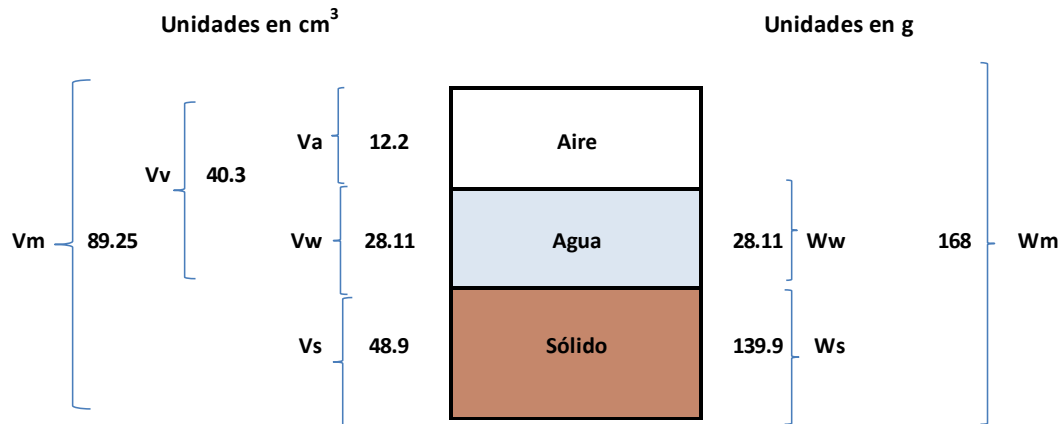 Unidades en cm³ Unidades en g
Va 12.2 Aire
Vv 40.3
Vm 89.25 Vw 28.11 Agua 28.11 Ww 168 Wm
Vs 48.9 Sólido 139.9 Ws